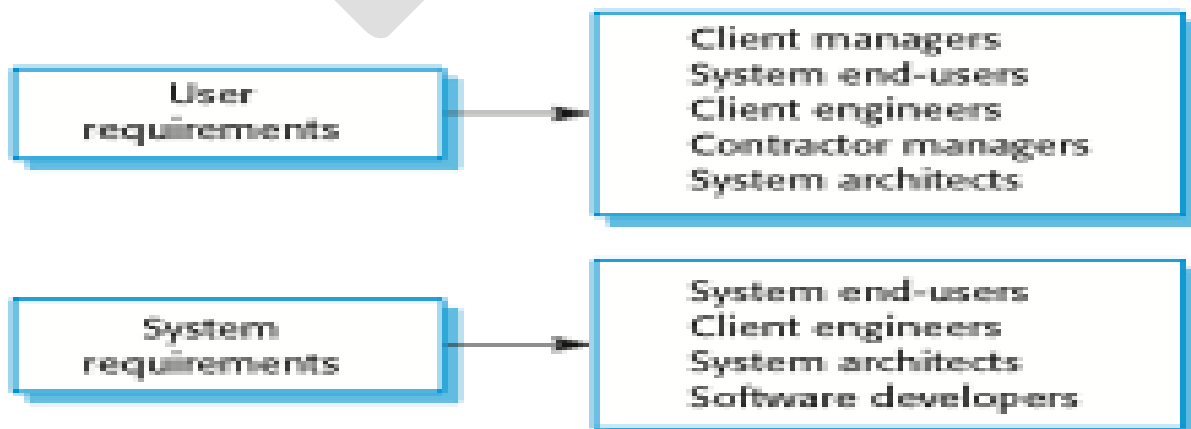 User
requirements
Client managers
System end-users
Client engineers
Contractor managers
System architects
System
requirements
System end-users
Client engineers
System architects
Software developers